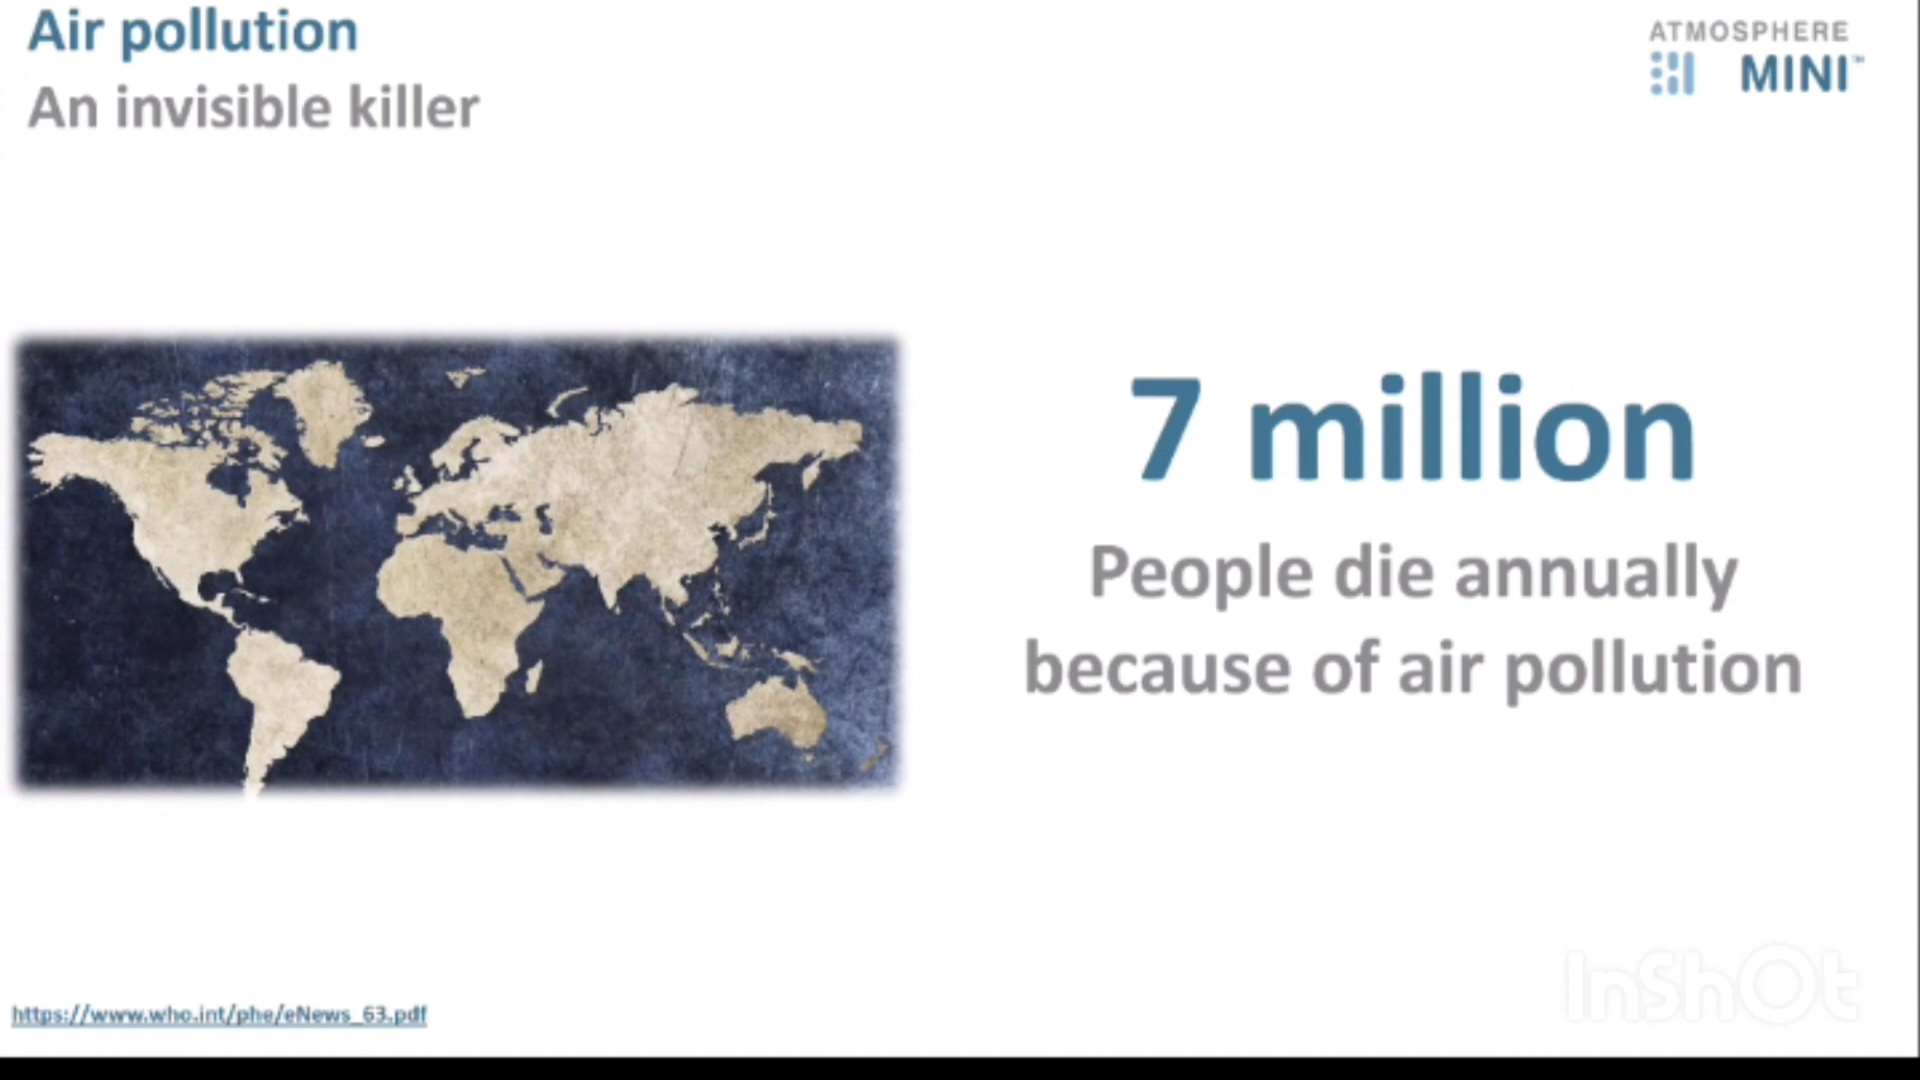 Air pollution
An invisible killer
ATMOSPHERE
MINI™
7 million
People die annually
because of air pollution
https://www.who.int/phe/eNews_63.pdf
InShOt